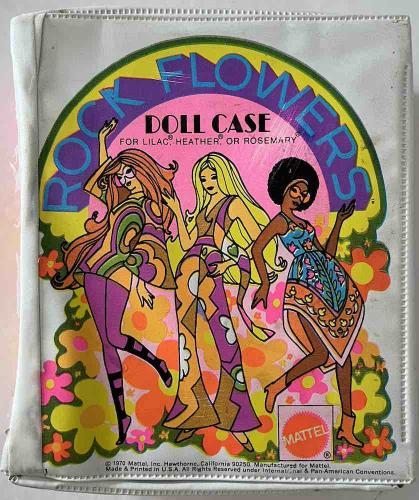 ROCK FLOWERS
DOLL CASE
FOR LILAC,® HEATHER,® OR ROSEMARY®
MATTEL
®
© 1970 Mattel, Inc. Hawthorne, California 90250. Manufactured for Mattel.
Made & Printed in U.S.A. All Rights Reserved under & Pan-American Conventions.